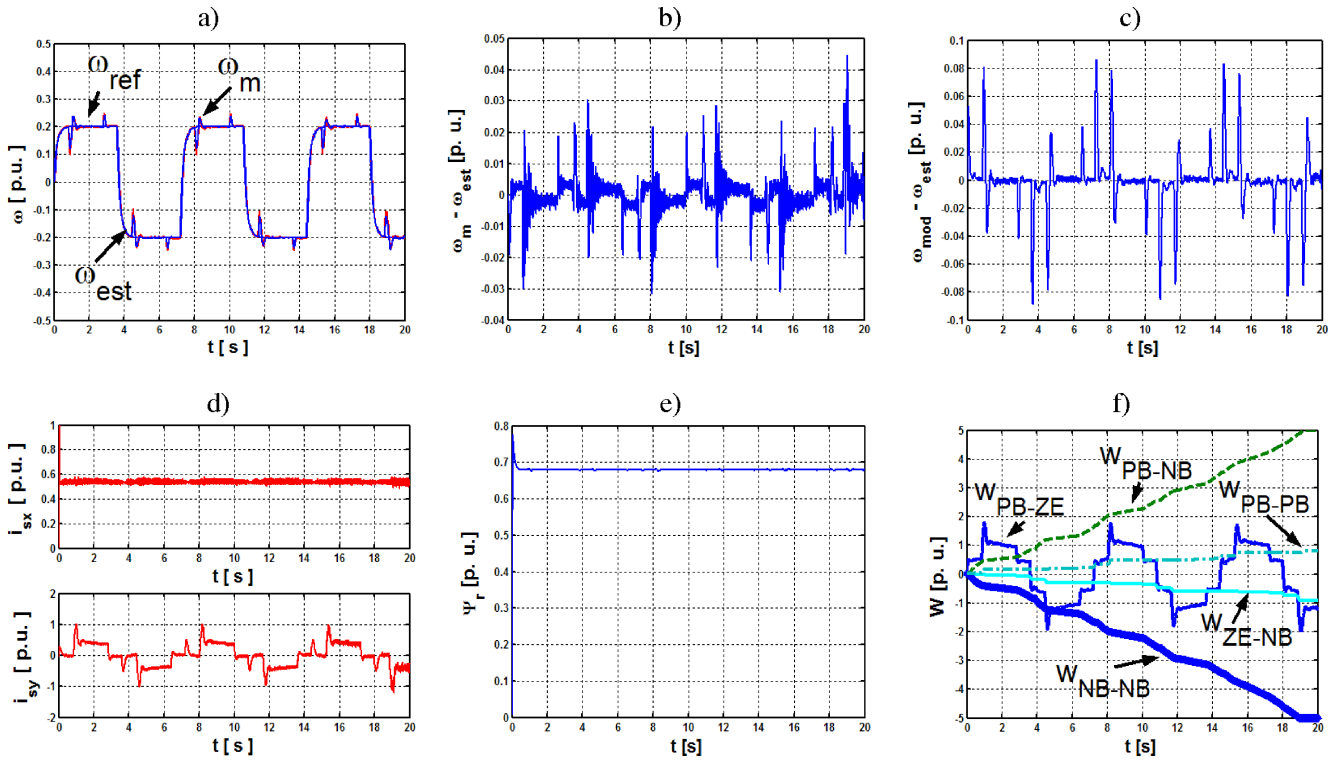 a)
0.5
0.4
0.3
0.2
0.1
0
-0.1
-0.2
-0.3
-0.4
-0.5
ω [ p.u. ]
ω ref
ω m
ω est
0 2 4 6 8 10 12 14 16 18 20
t [ s ]
b)
0.05
0.04
0.03
0.02
0.01
0
-0.01
-0.02
-0.03
-0.04
ω m - ω est [p. u.]
0 2 4 6 8 10 12 14 16 18 20
t [s]
c)
0.1
0.08
0.06
0.04
0.02
0
-0.02
-0.04
-0.06
-0.08
-0.1
ω mod - ω est [p. u.]
0 2 4 6 8 10 12 14 16 18 20
t [s]
d)
1
0.8
0.6
0.4
0.2
0
i sx [ p.u. ]
0 2 4 6 8 10 12 14 16 18 20
t [ s ]
2
1
0
-1
-2
i sy [ p.u. ]
0 2 4 6 8 10 12 14 16 18 20
t [ s ]
e)
0.8
0.7
0.6
0.5
0.4
0.3
0.2
0.1
0
Ψ r [p. u.]
0 2 4 6 8 10 12 14 16 18 20
t [s]
f)
5
4
3
2
1
0
-1
-2
-3
-4
-5
W [p. u.]
W PB-NB
W PB-ZE
W PB-PB
W ZE-NB
W NB-NB
0 2 4 6 8 10 12 14 16 18 20
t [s]